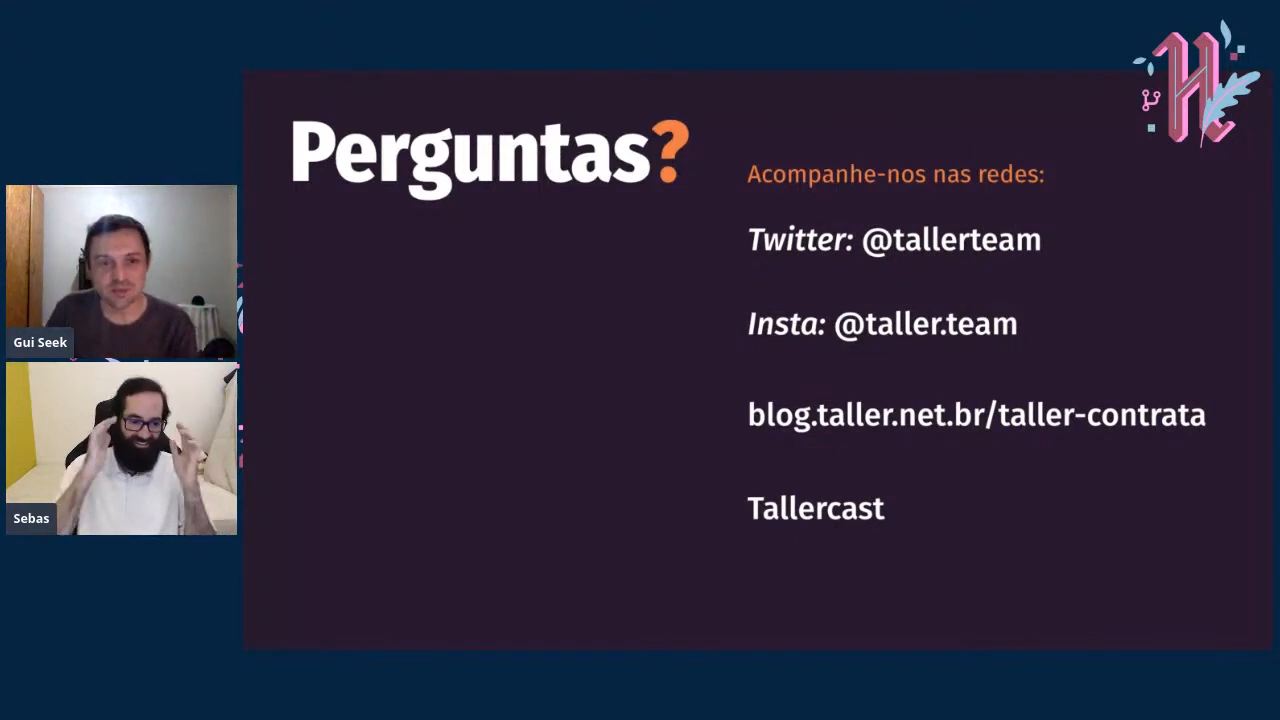 Perguntas?
Acompanhe-nos nas redes:
Twitter: @tallerteam
Insta: @taller.team
blog.taller.net.br/taller-contrata
Tallercast
Gui Seek
Sebas
H